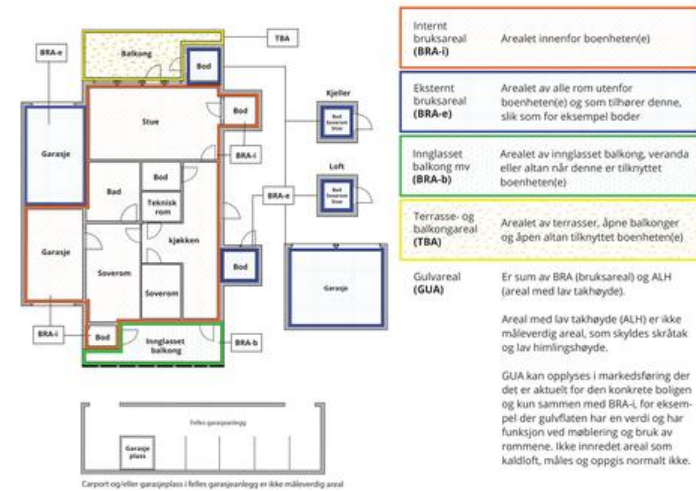 TBA
BRA-e
Balkong
Bod
Kjeller
Bod
Soverom
Stue
Stue
Bod
Garasje
BRA-i
Loft
Bod
Bad
Teknisk
rom
BRA-e
Bod
Soverom
Stue
Garasje
kjøkken
Soverom
Bod
Garasje
Soverom
BRA-i
Bod
Innglasset
balkong
BRA-b
Felles garasjeanlegg
Garasje
plass
Carport og/eller garasjeplass i felles garasjeanlegg er ikke måleverdig areal
Internt
bruksareal
(BRA-i)
Arealet innenfor boenheten(e)
Eksternt
bruksareal
(BRA-e)
Arealet av alle rom utenfor
boenheten(e) og som tilhører denne,
slik som for eksempel boder
Innglasset
balkong mv
(BRA-b)
Arealet av innglasset balkong, veranda
eller altan når denne er tilknyttet
boenheten(e)
Terrasse- og
balkongareal
(TBA)
Arealet av terrasser, åpne balkonger
og åpen altan tilknyttet boenheten(e)
Gulvareal
(GUA)
Er sum av BRA (bruksareal) og ALH
(areal med lav takhøyde).
Areal med lav takhøyde (ALH) er ikke
måleverdig areal, som skyldes skråtak
og lav himlingshøyde.
GUA kan opplyses i markedsføring der
det er aktuelt for den konkrete boligen
og kun sammen med BRA-i, for eksem-
pel der gulvflaten har en verdi og har
funksjon ved møblering og bruk av
rommene. Ikke innredet areal som
kaldloft, måles og oppgis normalt ikke.